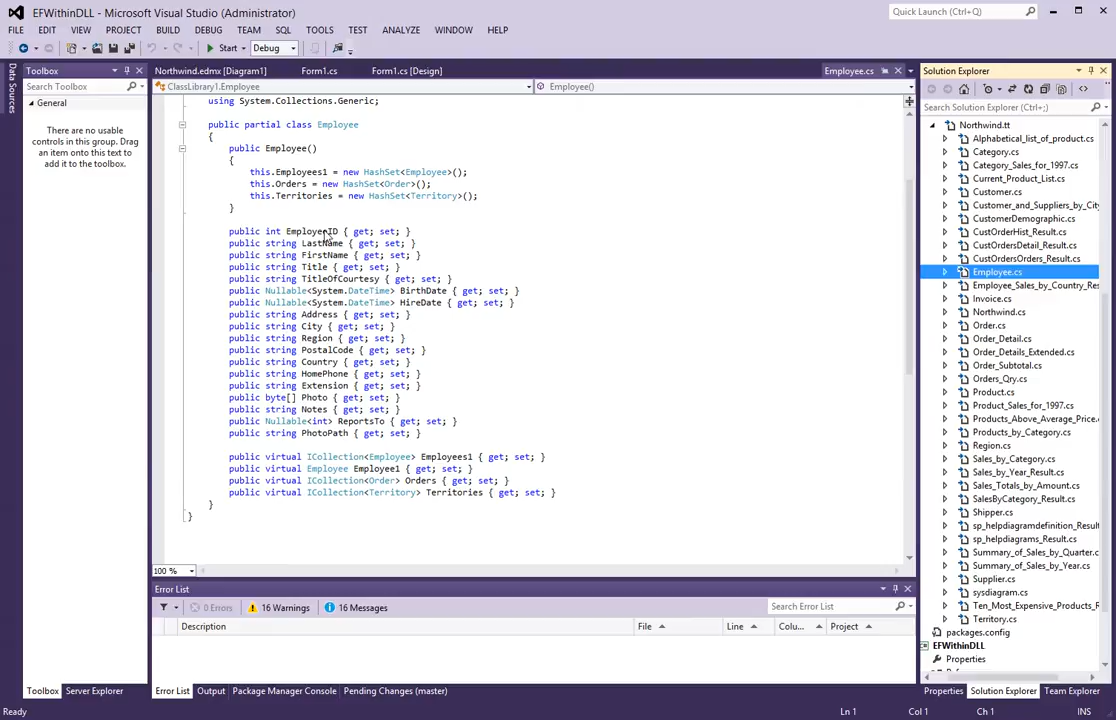 EFWithinDLL - Microsoft Visual Studio (Administrator)
Quick Launch (Ctrl+Q)
FILE EDIT VIEW PROJECT BUILD DEBUG TEAM SQL TOOLS TEST ANALYZE WINDOW HELP
Start Debug
Data Sources
Toolbox
Search Toolbox
General
There are no usable
controls in this group. Drag
an item onto this text to
add it to the toolbox.
Toolbox Server Explorer
Northwind.edmx [Diagram1] Form1.cs Form1.cs [Design] Employee.cs
ClassLibrary1.Employee Employee()
using System.Collections.Generic;
public partial class Employee
{
public Employee()
{
this.Employees1 = new HashSet<Employee>();
this.Orders = new HashSet<Order>();
this.Territories = new HashSet<Territory>();
}
public int EmployeeID { get; set; }
public string LastName { get; set; }
public string FirstName { get; set; }
public string Title { get; set; }
public string TitleOfCourtesy { get; set; }
public Nullable<System.DateTime> BirthDate { get; set; }
public Nullable<System.DateTime> HireDate { get; set; }
public string Address { get; set; }
public string City { get; set; }
public string Region { get; set; }
public string PostalCode { get; set; }
public string Country { get; set; }
public string HomePhone { get; set; }
public string Extension { get; set; }
public byte[] Photo { get; set; }
public string Notes { get; set; }
public Nullable<int> ReportsTo { get; set; }
public string PhotoPath { get; set; }
public virtual ICollection<Employee> Employees1 { get; set; }
public virtual Employee Employee1 { get; set; }
public virtual ICollection<Order> Orders { get; set; }
public virtual ICollection<Territory> Territories { get; set; }
}
}
100 %
Error List
0 Errors 16 Warnings 16 Messages
Search Error List
Description File Line Colu... Project
Error List Output Package Manager Console Pending Changes (master)
Solution Explorer
Search Solution Explorer (Ctrl+;)
Northwind.tt
Alphabetical_list_of_product.cs
Category.cs
Category_Sales_for_1997.cs
Current_Product_List.cs
Customer.cs
Customer_and_Suppliers_by_City
CustomerDemographic.cs
CustOrderHist_Result.cs
CustOrdersDetail_Result.cs
CustOrdersOrders_Result.cs
Employee.cs
Employee_Sales_by_Country_Res
Invoice.cs
Northwind.cs
Order.cs
Order_Detail.cs
Order_Details_Extended.cs
Order_Subtotal.cs
Orders_Qry.cs
Product.cs
Product_Sales_for_1997.cs
Products_Above_Average_Price.
Products_by_Category.cs
Region.cs
Sales_by_Category.cs
Sales_by_Year_Result.cs
Sales_Totals_by_Amount.cs
SalesByCategory_Result.cs
Shipper.cs
sp_helpdiagramdefinition_Result
sp_helpdiagrams_Result.cs
Summary_of_Sales_by_Quarter.c
Summary_of_Sales_by_Year.cs
Supplier.cs
sysdiagram.cs
Ten_Most_Expensive_Products_R
Territory.cs
packages.config
EFWithinDLL
Properties
Properties Solution Explorer Team Explorer
Ready Ln 1 Col 1 Ch 1 INS